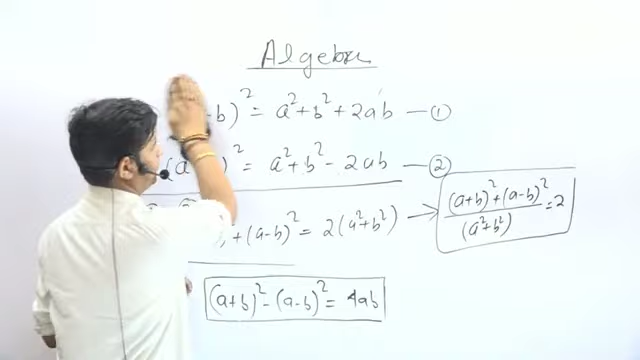 Algebra
b)² = a² + b² + 2ab — ①
(a )² = a² + b² - 2ab — ②
+ (a-b)² = 2(a²+b²) → ((a+b)² + (a-b)²)/(a²+b²) = 2
(a+b)² - (a-b)² = 4ab